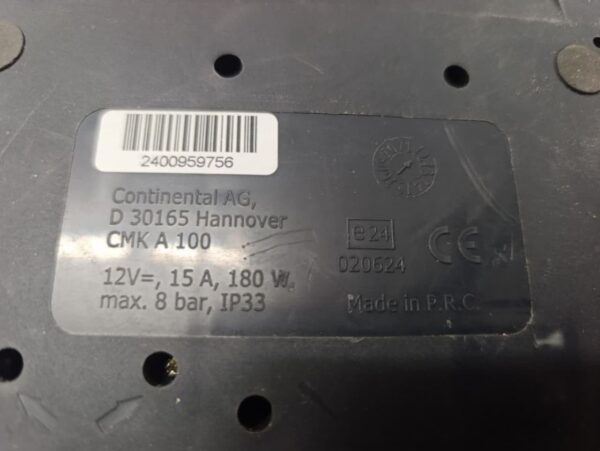 2400959756
Continental AG,
D 30165 Hannover
CMK A 100
12V=, 15 A, 180 W,
max. 8 bar, IP33
e24
020624
CE
Made in P.R.C.